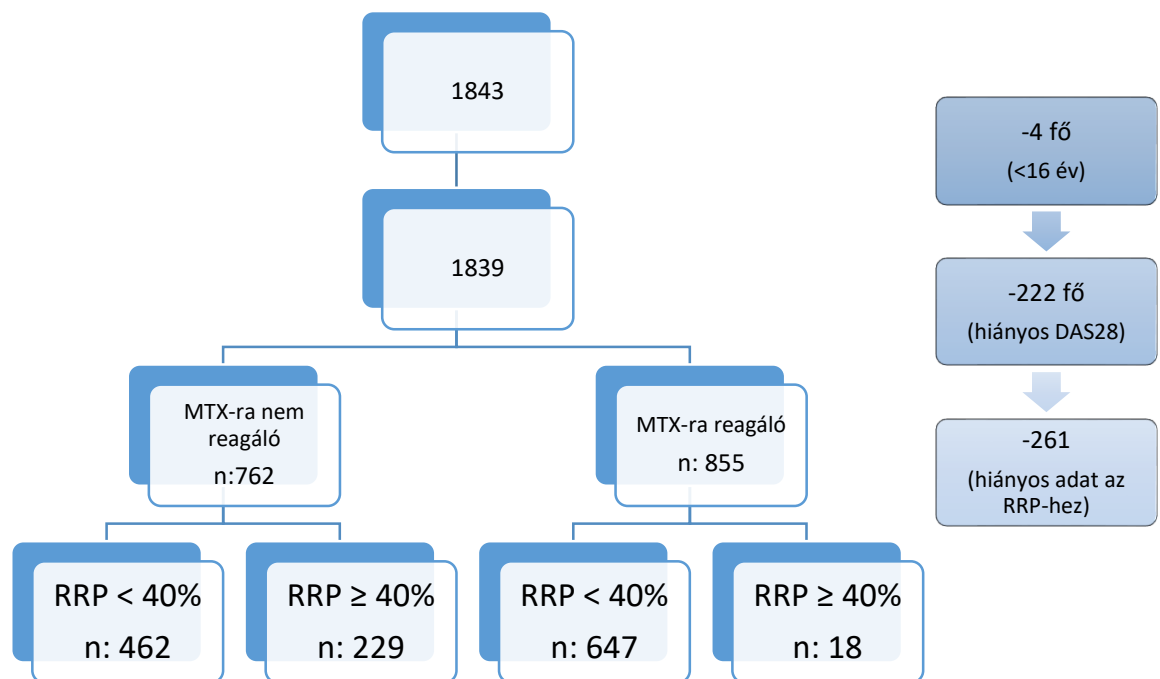 1843
1839
MTX-ra nem
reagáló
n:762
MTX-ra reagáló
n: 855
RRP < 40%
n: 462
RRP ≥ 40%
n: 229
RRP < 40%
n: 647
RRP ≥ 40%
n: 18
-4 fő
(<16 év)
-222 fő
(hiányos DAS28)
-261
(hiányos adat az
RRP-hez)